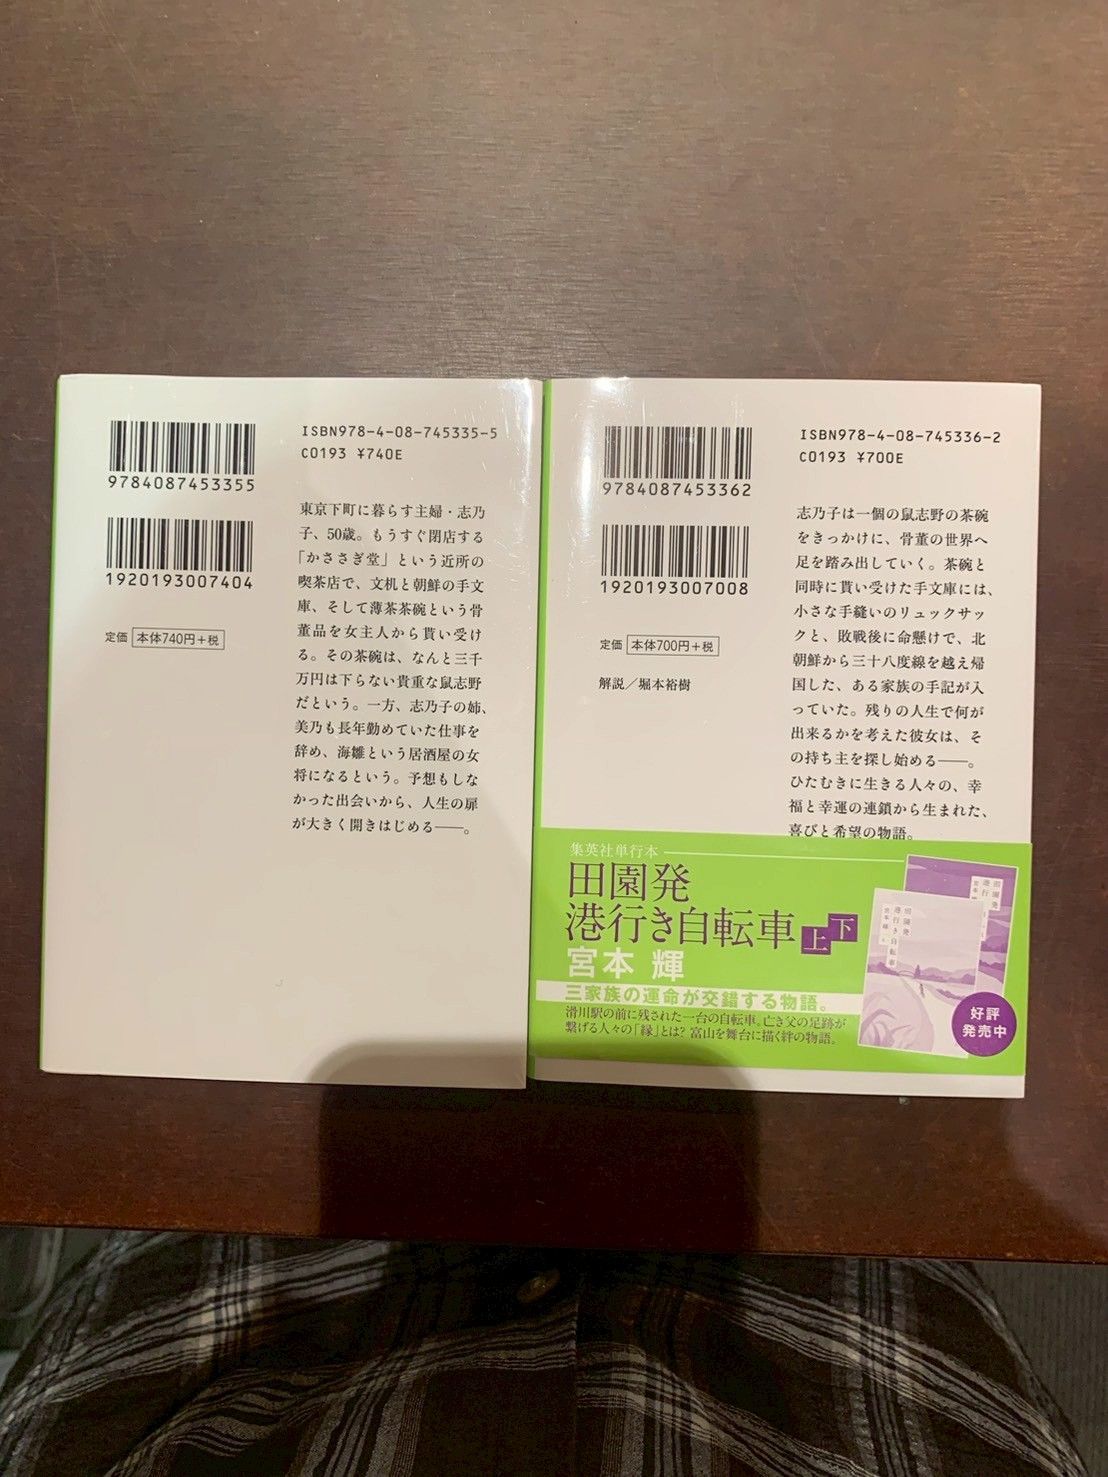 ISBN978-4-08-745335-5
C0193 ¥740E
9784087453355
1920193007404
定価 本体740円+税
東京下町に暮らす主婦・志乃
子、50歳。もうすぐ閉店する
「かささぎ堂」という近所の
喫茶店で、文机と朝鮮の手文
庫、そして薄茶茶碗という骨
董品を女主人から貰い受け
る。その茶碗は、なんと三千
万円は下らない貴重な鼠志野
だという。一方、志乃子の姉、
美乃も長年勤めていた仕事を
辞め、海雛という居酒屋の女
将になるという。予想もしな
かった出会いから、人生の扉
が大きく開きはじめる――。
ISBN978-4-08-745336-2
C0193 ¥700E
9784087453362
1920193007008
定価 本体700円+税
解説/堀本裕樹
志乃子は一個の鼠志野の茶碗
をきっかけに、骨董の世界へ
足を踏み出していく。茶碗と
同時に貰い受けた手文庫には、
小さな手縫いのリュックサッ
クと、敗戦後に命懸けで、北
朝鮮から三十八度線を越え帰
国した、ある家族の手記が入
っていた。残りの人生で何が
出来るかを考えた彼女は、そ
の持ち主を探し始める――。
ひたむきに生きる人々の、幸
福と幸運の連鎖から生まれた、
喜びと希望の物語。
集英社単行本
田園発
港行き自転車 上 下
宮本 輝
三家族の運命が交錯する物語。
滑川駅の前に残された一台の自転車。亡き父の足跡が
繋げる人々の「縁」とは? 富山を舞台に描く絆の物語。
田園発
港行き自転車
宮本 輝
田園発
港行
宮本
好評
発売中